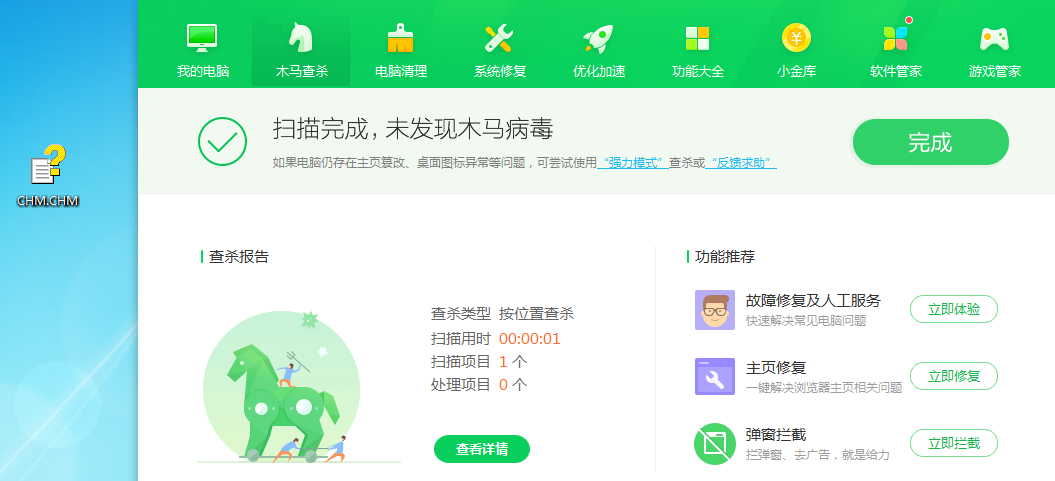 我的电脑
木马查杀
电脑清理
系统修复
优化加速
功能大全
小金库
软件管家
游戏管家
扫描完成，未发现木马病毒
完成
如果电脑仍存在主页篡改、桌面图标异常等问题，可尝试使用“强力模式”查杀或“反馈求助”
CHM.CHM
查杀报告
查杀类型 按位置查杀
扫描用时 00:00:01
扫描项目 1 个
处理项目 0 个
查看详情
功能推荐
故障修复及人工服务
快速解决常见电脑问题
立即体验
主页修复
一键解决浏览器主页相关问题
立即修复
弹窗拦截
拦弹窗、去广告，就是给力
立即拦截